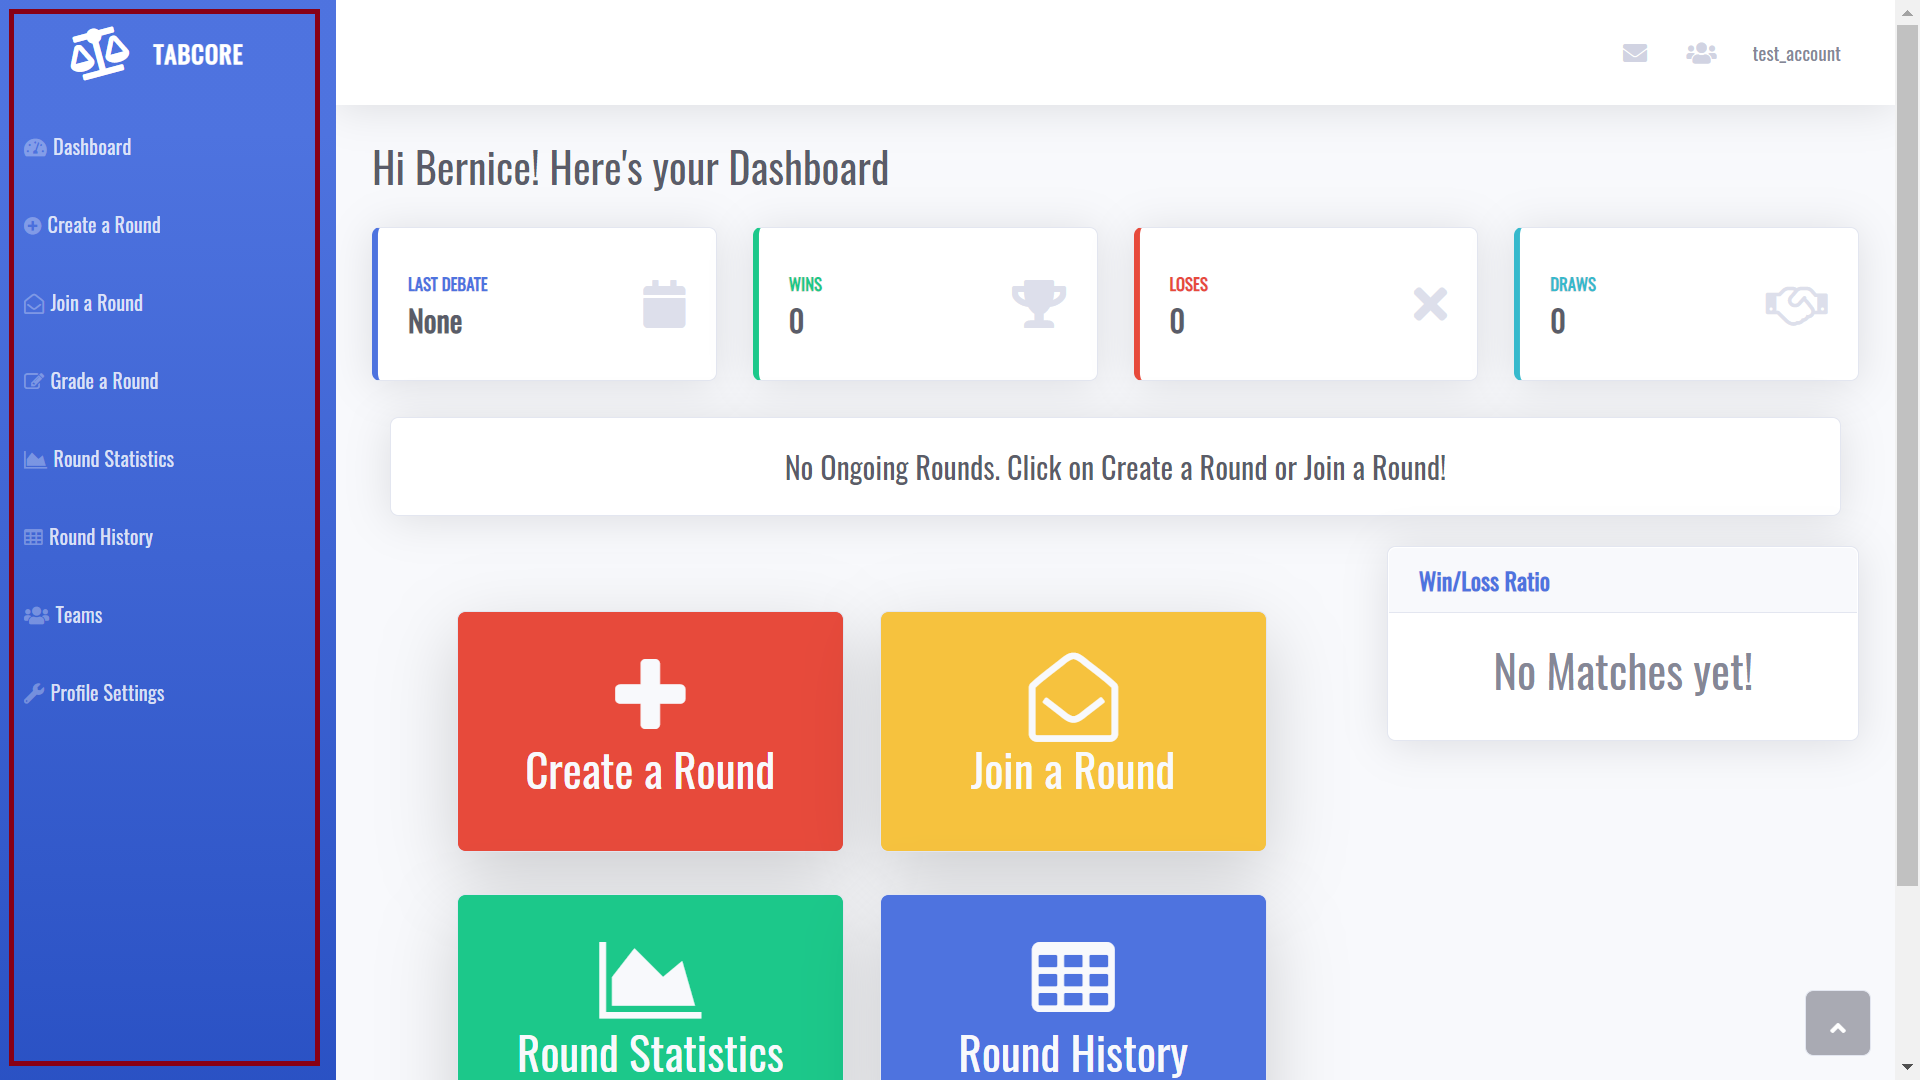 TABCORE
Dashboard
Create a Round
Join a Round
Grade a Round
Round Statistics
Round History
Teams
Profile Settings
test_account
Hi Bernice! Here's your Dashboard
LAST DEBATE
None
WINS
0
LOSES
0
DRAWS
0
No Ongoing Rounds. Click on Create a Round or Join a Round!
Create a Round
Join a Round
Win/Loss Ratio
No Matches yet!
Round Statistics
Round History